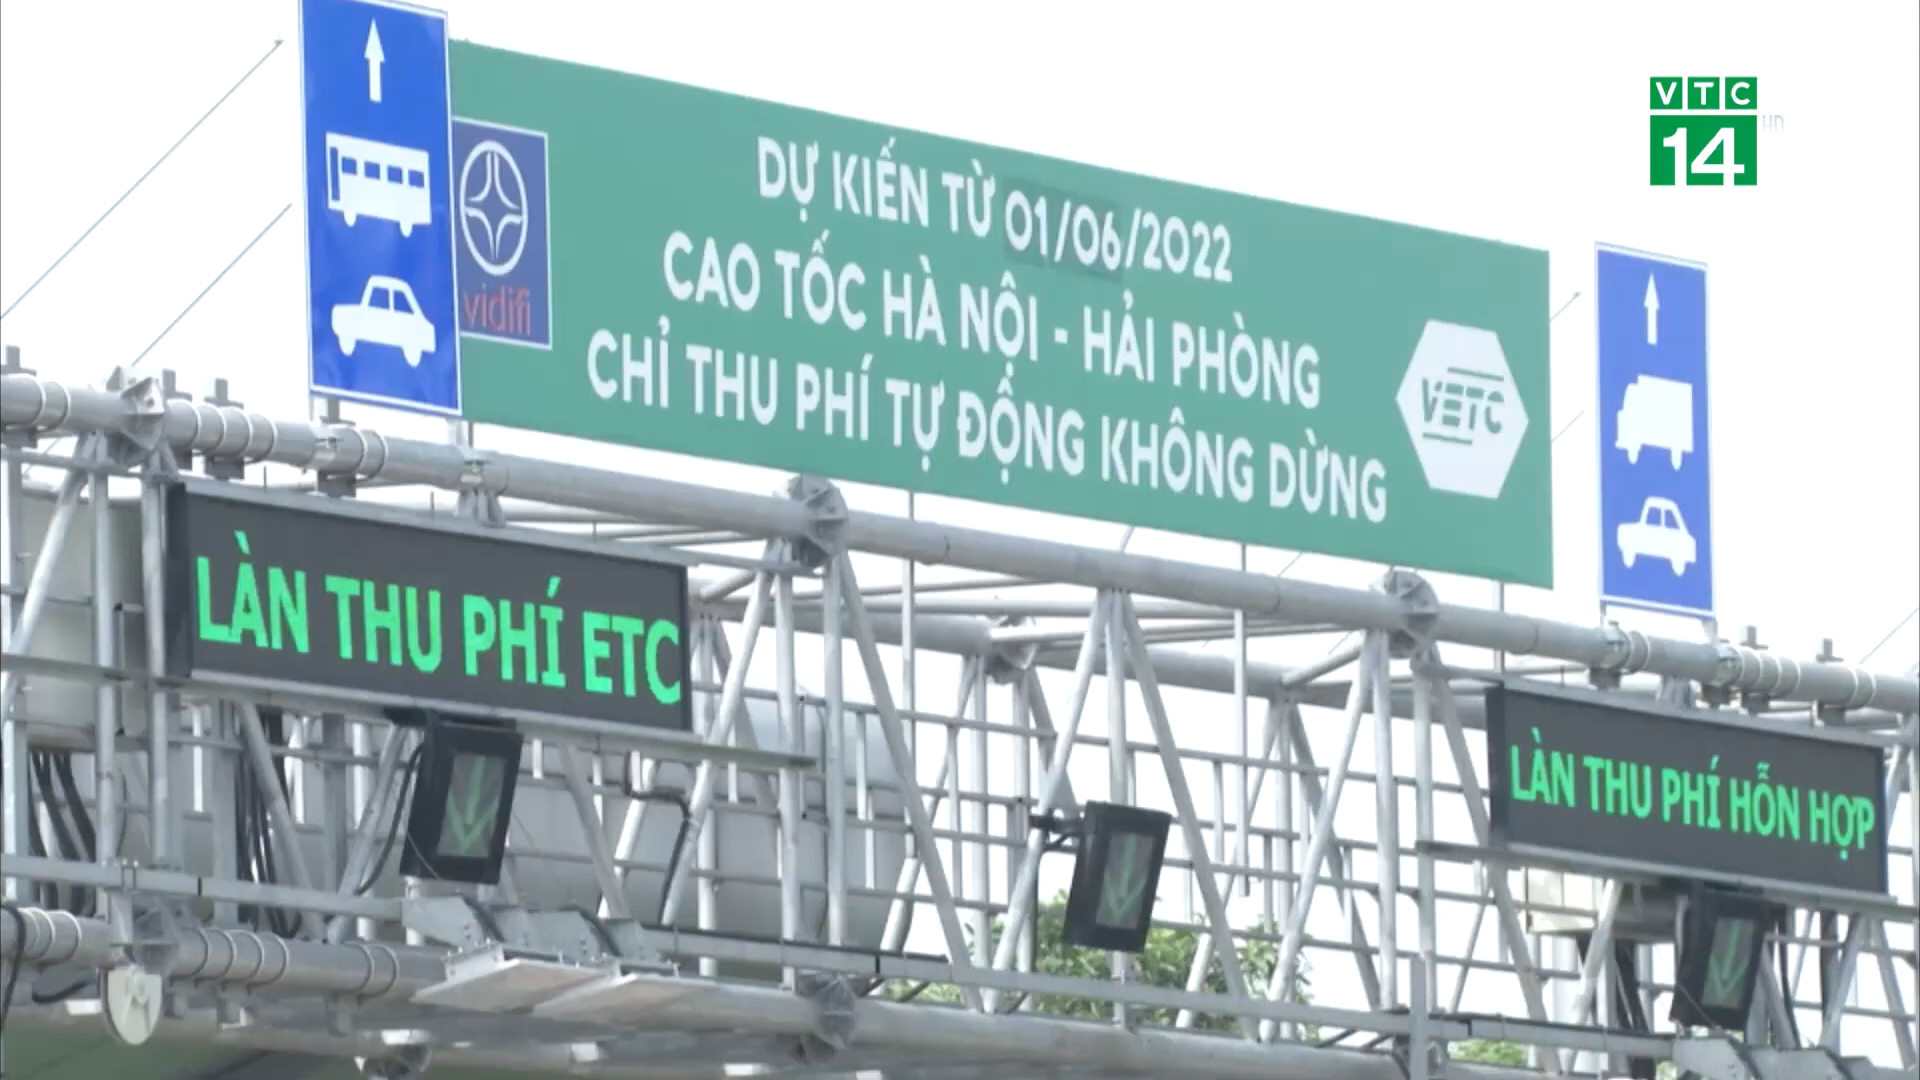 VTC
14
HD
DỰ KIẾN TỪ 01/06/2022
CAO TỐC HÀ NỘI - HẢI PHÒNG
CHỈ THU PHÍ TỰ ĐỘNG KHÔNG DỪNG
vidifi
VETC
LÀN THU PHÍ ETC
LÀN THU PHÍ HỖN HỢP